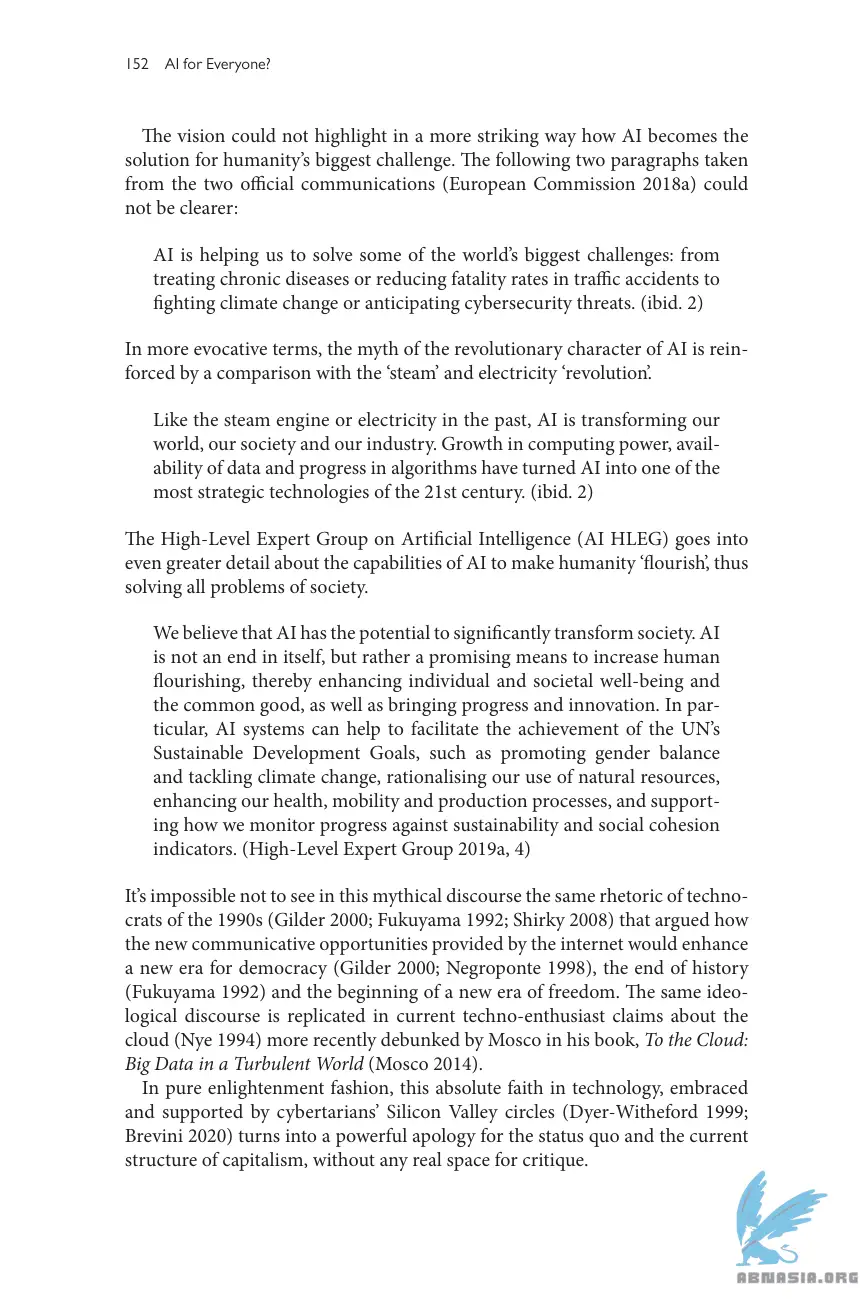 152 AI for Everyone?
The vision could not highlight in a more striking way how AI becomes the
solution for humanity's biggest challenge. The following two paragraphs taken
from the two official communications (European Commission 2018a) could
not be clearer:
AI is helping us to solve some of the world's biggest challenges: from
treating chronic diseases or reducing fatality rates in traffic accidents to
fighting climate change or anticipating cybersecurity threats. (ibid. 2)
In more evocative terms, the myth of the revolutionary character of AI is rein-
forced by a comparison with the 'steam' and electricity 'revolution'.
Like the steam engine or electricity in the past, AI is transforming our
world, our society and our industry. Growth in computing power, avail-
ability of data and progress in algorithms have turned AI into one of the
most strategic technologies of the 21st century. (ibid. 2)
The High-Level Expert Group on Artificial Intelligence (AI HLEG) goes into
even greater detail about the capabilities of AI to make humanity 'flourish', thus
solving all problems of society.
We believe that AI has the potential to significantly transform society. AI
is not an end in itself, but rather a promising means to increase human
flourishing, thereby enhancing individual and societal well-being and
the common good, as well as bringing progress and innovation. In par-
ticular, AI systems can help to facilitate the achievement of the UN's
Sustainable Development Goals, such as promoting gender balance
and tackling climate change, rationalising our use of natural resources,
enhancing our health, mobility and production processes, and support-
ing how we monitor progress against sustainability and social cohesion
indicators. (High-Level Expert Group 2019a, 4)
It's impossible not to see in this mythical discourse the same rhetoric of techno-
crats of the 1990s (Gilder 2000; Fukuyama 1992; Shirky 2008) that argued how
the new communicative opportunities provided by the internet would enhance
a new era for democracy (Gilder 2000; Negroponte 1998), the end of history
(Fukuyama 1992) and the beginning of a new era of freedom. The same ideo-
logical discourse is replicated in current techno-enthusiast claims about the
cloud (Nye 1994) more recently debunked by Mosco in his book, To the Cloud:
Big Data in a Turbulent World (Mosco 2014).
In pure enlightenment fashion, this absolute faith in technology, embraced
and supported by cybertarians' Silicon Valley circles (Dyer-Witheford 1999;
Brevini 2020) turns into a powerful apology for the status quo and the current
structure of capitalism, without any real space for critique.
ABNASIA.ORG